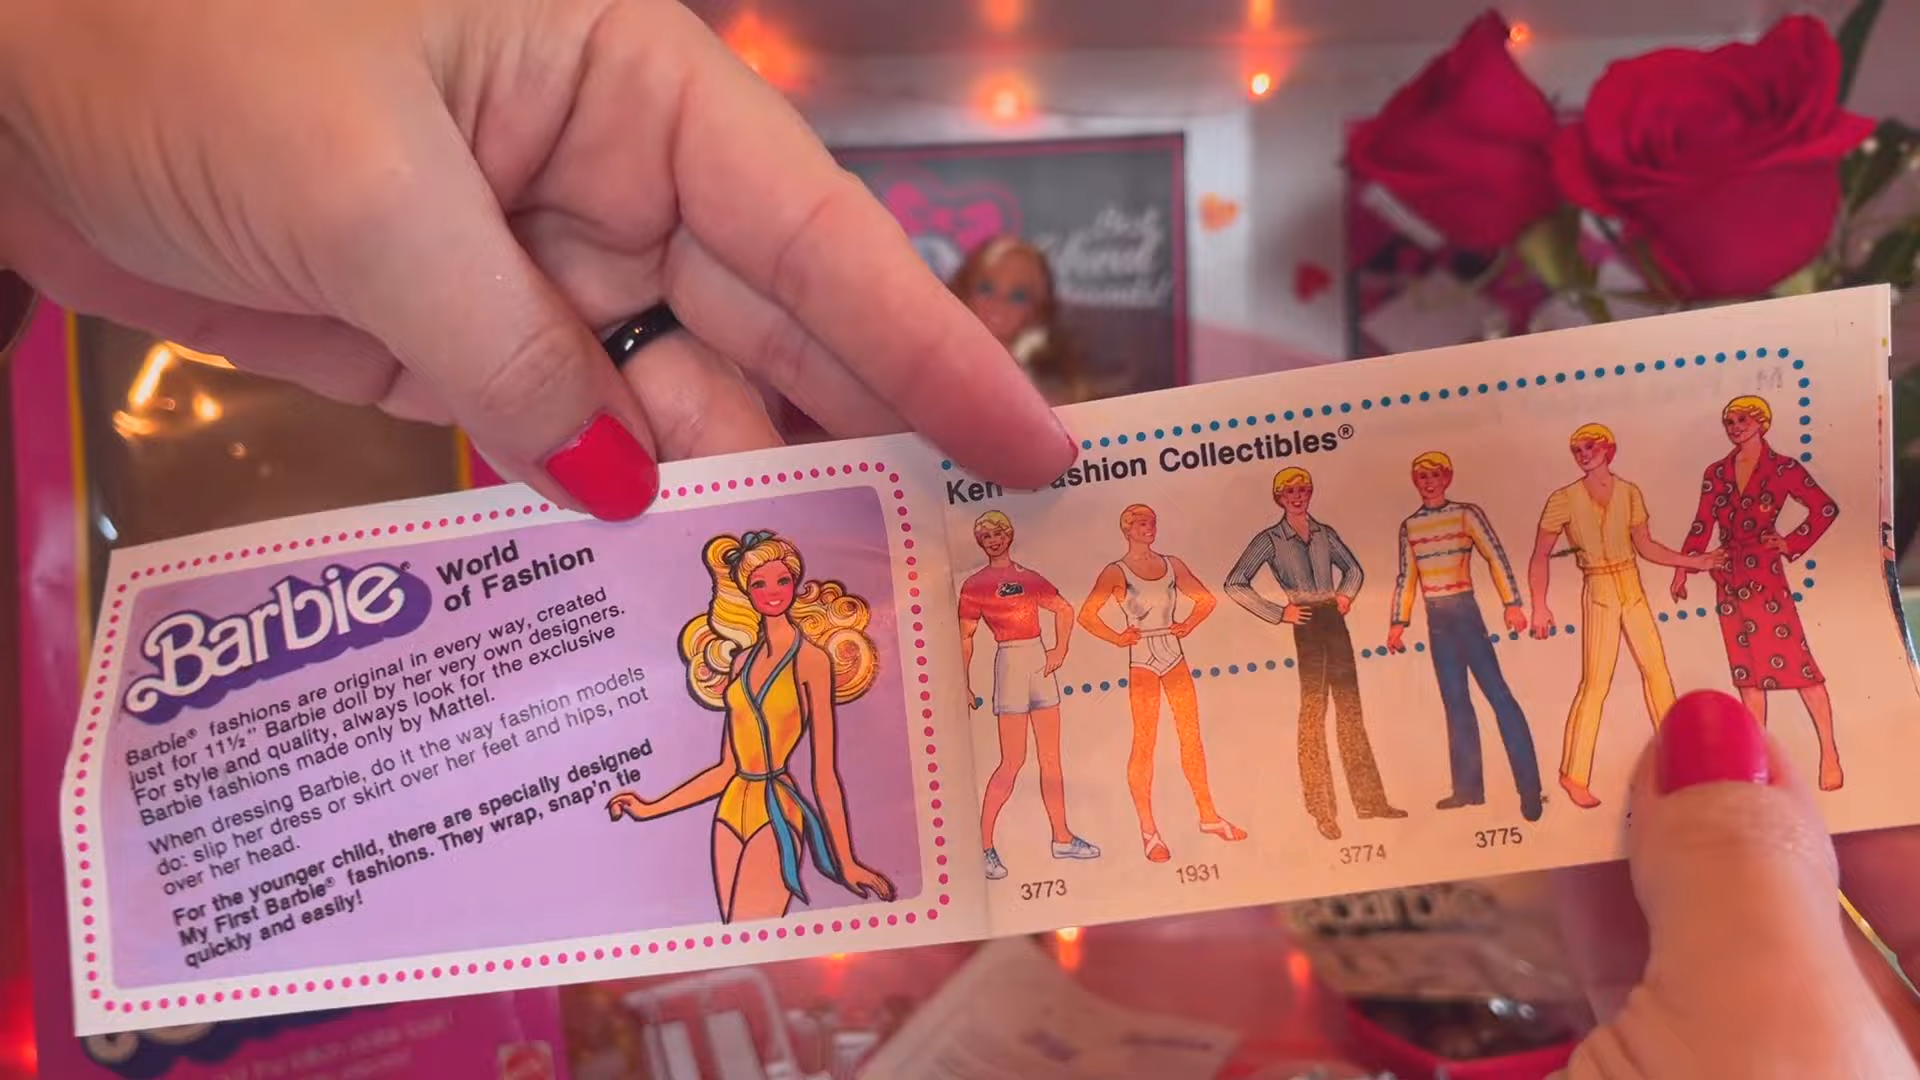 Barbie®
World
of Fashion
Barbie® fashions are original in every way, created
just for 11½" Barbie doll by her very own designers.
For style and quality, always look for the exclusive
Barbie fashions made only by Mattel.
When dressing Barbie, do it the way fashion models
do: slip her dress or skirt over her feet and hips, not
over her head.
For the younger child, there are specially designed
My First Barbie® fashions. They wrap, snap'n tie
quickly and easily!
Ken ashion Collectibles®
3773
1931
3774
3775